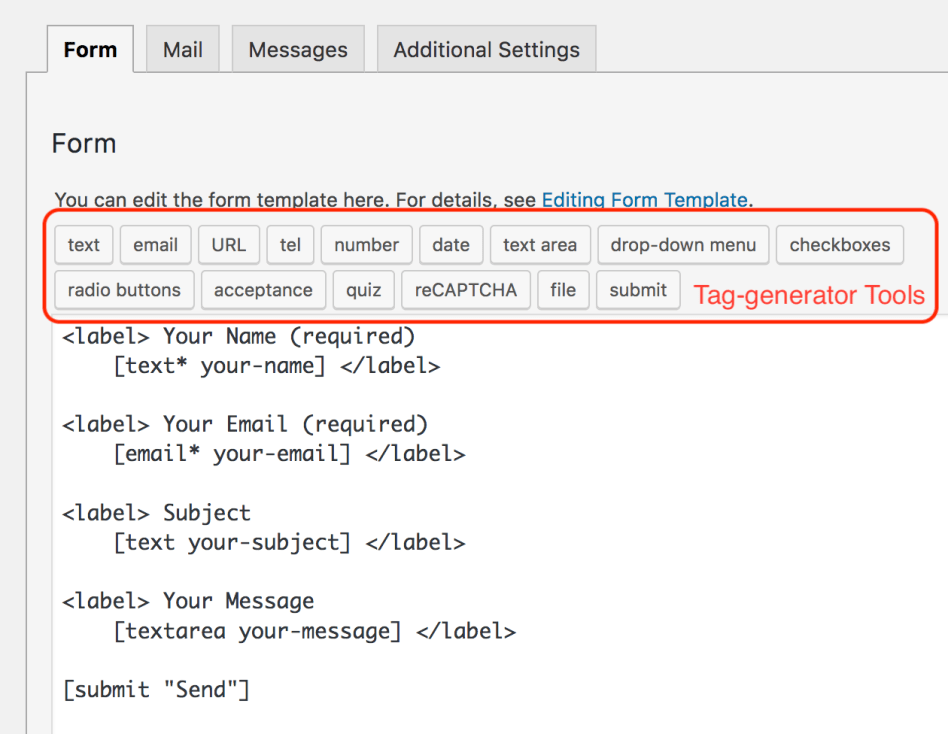 Form Mail Messages Additional Settings
Form
You can edit the form template here. For details, see Editing Form Template.
text email URL tel number date text area drop-down menu checkboxes
radio buttons acceptance quiz reCAPTCHA file submit Tag-generator Tools
<label> Your Name (required)
[text* your-name] </label>
<label> Your Email (required)
[email* your-email] </label>
<label> Subject
[text your-subject] </label>
<label> Your Message
[textarea your-message] </label>
[submit "Send"]